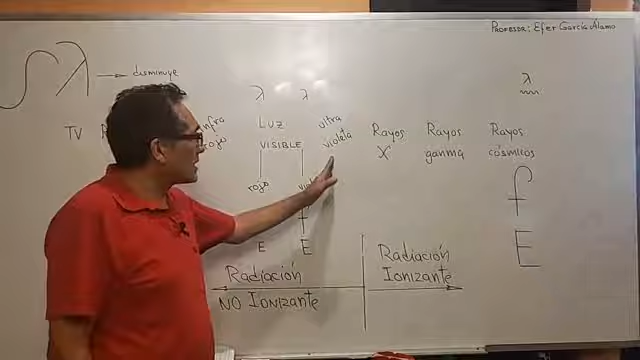 PROFESSOR: Efer García Álamo
λ → disminuye
λ
λ λ
λ
TV
Infra
rojo
LUZ
VISIBLE
ultra
violeta
Rayos
X
Rayos
gamma
Rayos
cósmicos
rojo
f
f
E
E
E
Radiación
NO IONIZANTE
Radiación
Ionizante